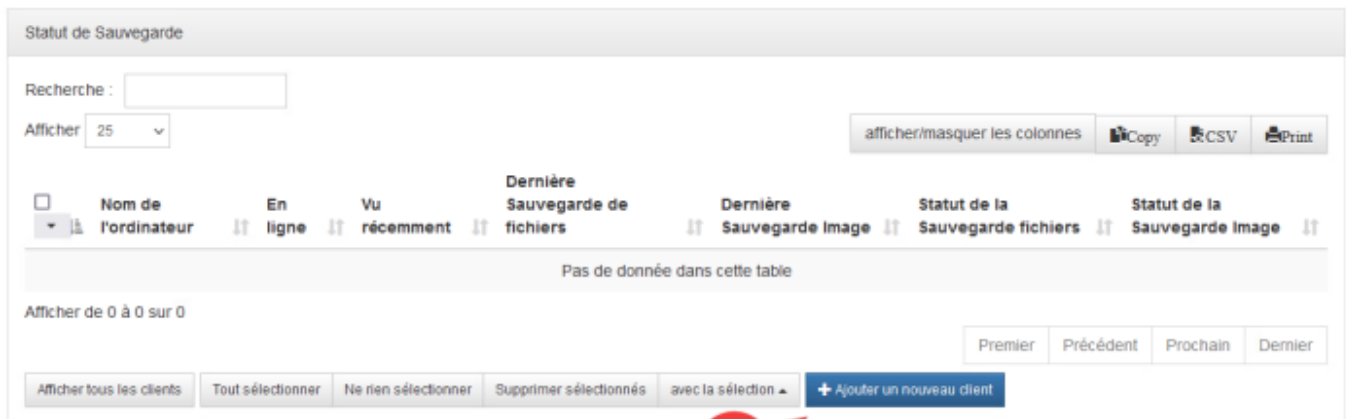 Statut de Sauvegarde
Recherche :
Afficher 25
afficher/masquer les colonnes Copy CSV Print
Nom de l'ordinateur
En ligne
Vu récemment
Dernière Sauvegarde de fichiers
Dernière Sauvegarde Image
Statut de la Sauvegarde fichiers
Statut de la Sauvegarde Image
Pas de donnée dans cette table
Afficher de 0 à 0 sur 0
Premier Précédent Prochain Dernier
Afficher tous les clients Tout sélectionner Ne rien sélectionner Supprimer sélectionnés avec la sélection Ajouter un nouveau client